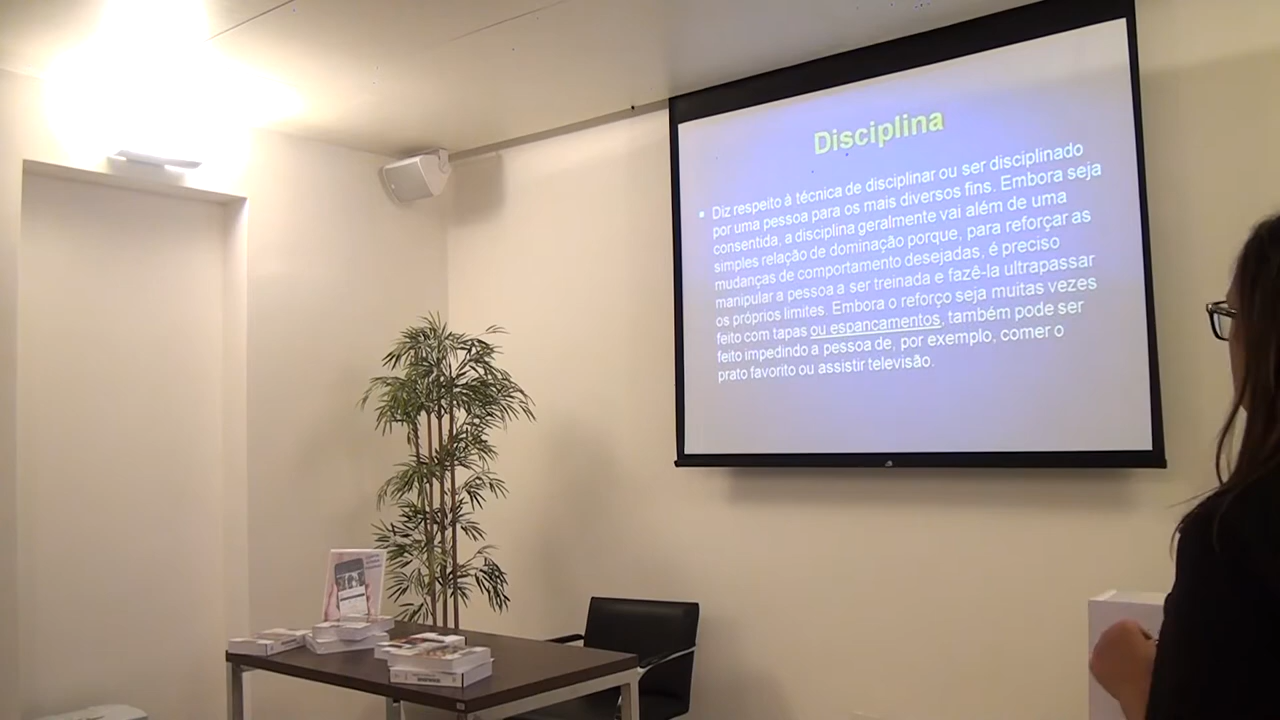 Disciplina
Diz respeito à técnica de disciplinar ou ser disciplinado
por uma pessoa para os mais diversos fins. Embora seja
consentida, a disciplina geralmente vai além de uma
simples relação de dominação porque, para reforçar as
mudanças de comportamento desejadas, é preciso
manipular a pessoa a ser treinada e fazê-la ultrapassar
os próprios limites. Embora o reforço seja muitas vezes
feito com tapas ou espancamentos, também pode ser
feito impedindo a pessoa de, por exemplo, comer o
prato favorito ou assistir televisão.